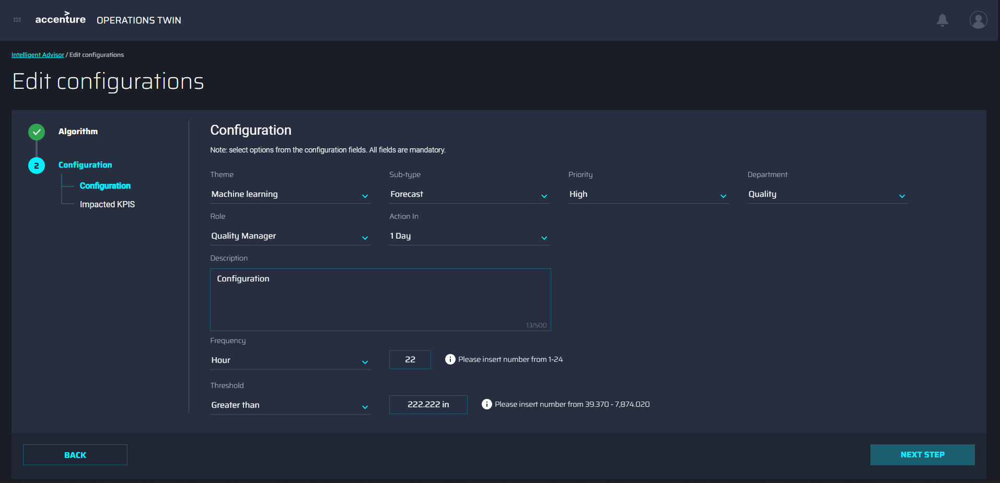 accenture OPERATIONS TWIN
Intelligent Advisor / Edit configurations
Edit configurations
Algorithm
2 Configuration
Configuration
Impacted KPIS
Configuration
Note: select options from the configuration fields. All fields are mandatory.
Theme Sub-type Priority Department
Machine learning Forecast High Quality
Role Action In
Quality Manager 1 Day
Description
Configuration
13/500
Frequency
Hour 22 Please insert number from 1-24
Threshold
Greater than 222.222 in Please insert number from 39.370 - 7,874.020
BACK NEXT STEP